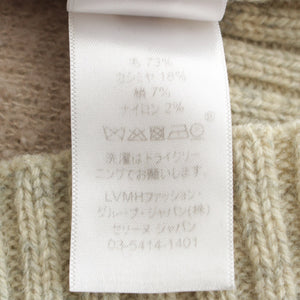 毛 73%
カシミヤ 18%
絹 7%
ナイロン 2%
洗濯はドライクリー
ニングでお願い致します
LVMHファッション・
グループ・ジャパン(株)
セリーヌ ジャパン
03-5414-1401